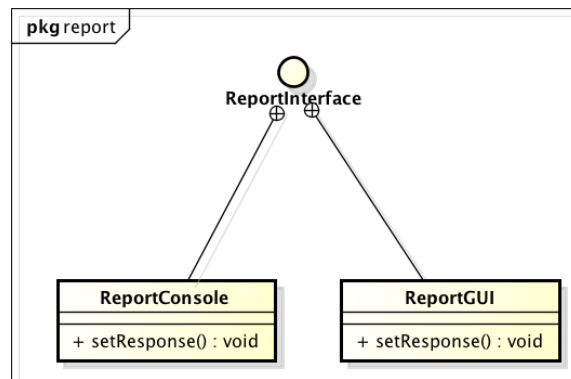 pkg report
ReportInterface
ReportConsole
+ setResponse() : void
ReportGUI
+ setResponse() : void